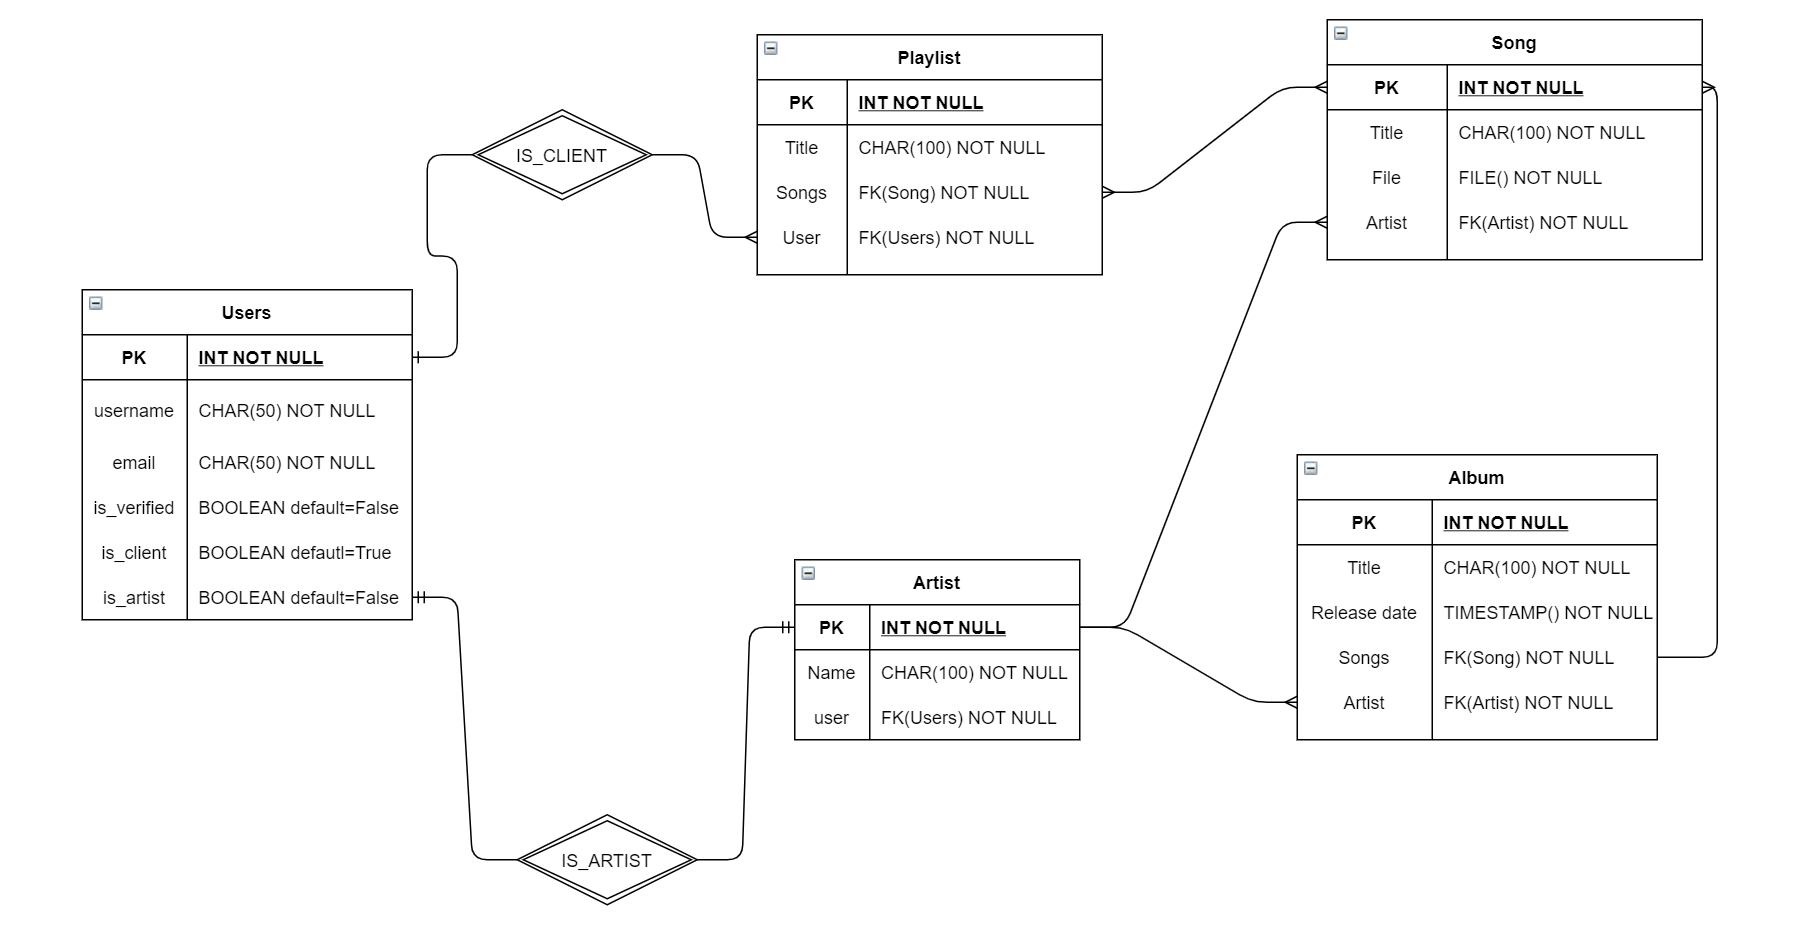 Playlist
PK INT NOT NULL
Title CHAR(100) NOT NULL
Songs FK(Song) NOT NULL
User FK(Users) NOT NULL
Song
PK INT NOT NULL
Title CHAR(100) NOT NULL
File FILE() NOT NULL
Artist FK(Artist) NOT NULL
IS_CLIENT
Users
PK INT NOT NULL
username CHAR(50) NOT NULL
email CHAR(50) NOT NULL
is_verified BOOLEAN default=False
is_client BOOLEAN defautl=True
is_artist BOOLEAN default=False
Artist
PK INT NOT NULL
Name CHAR(100) NOT NULL
user FK(Users) NOT NULL
Album
PK INT NOT NULL
Title CHAR(100) NOT NULL
Release date TIMESTAMP() NOT NULL
Songs FK(Song) NOT NULL
Artist FK(Artist) NOT NULL
IS_ARTIST